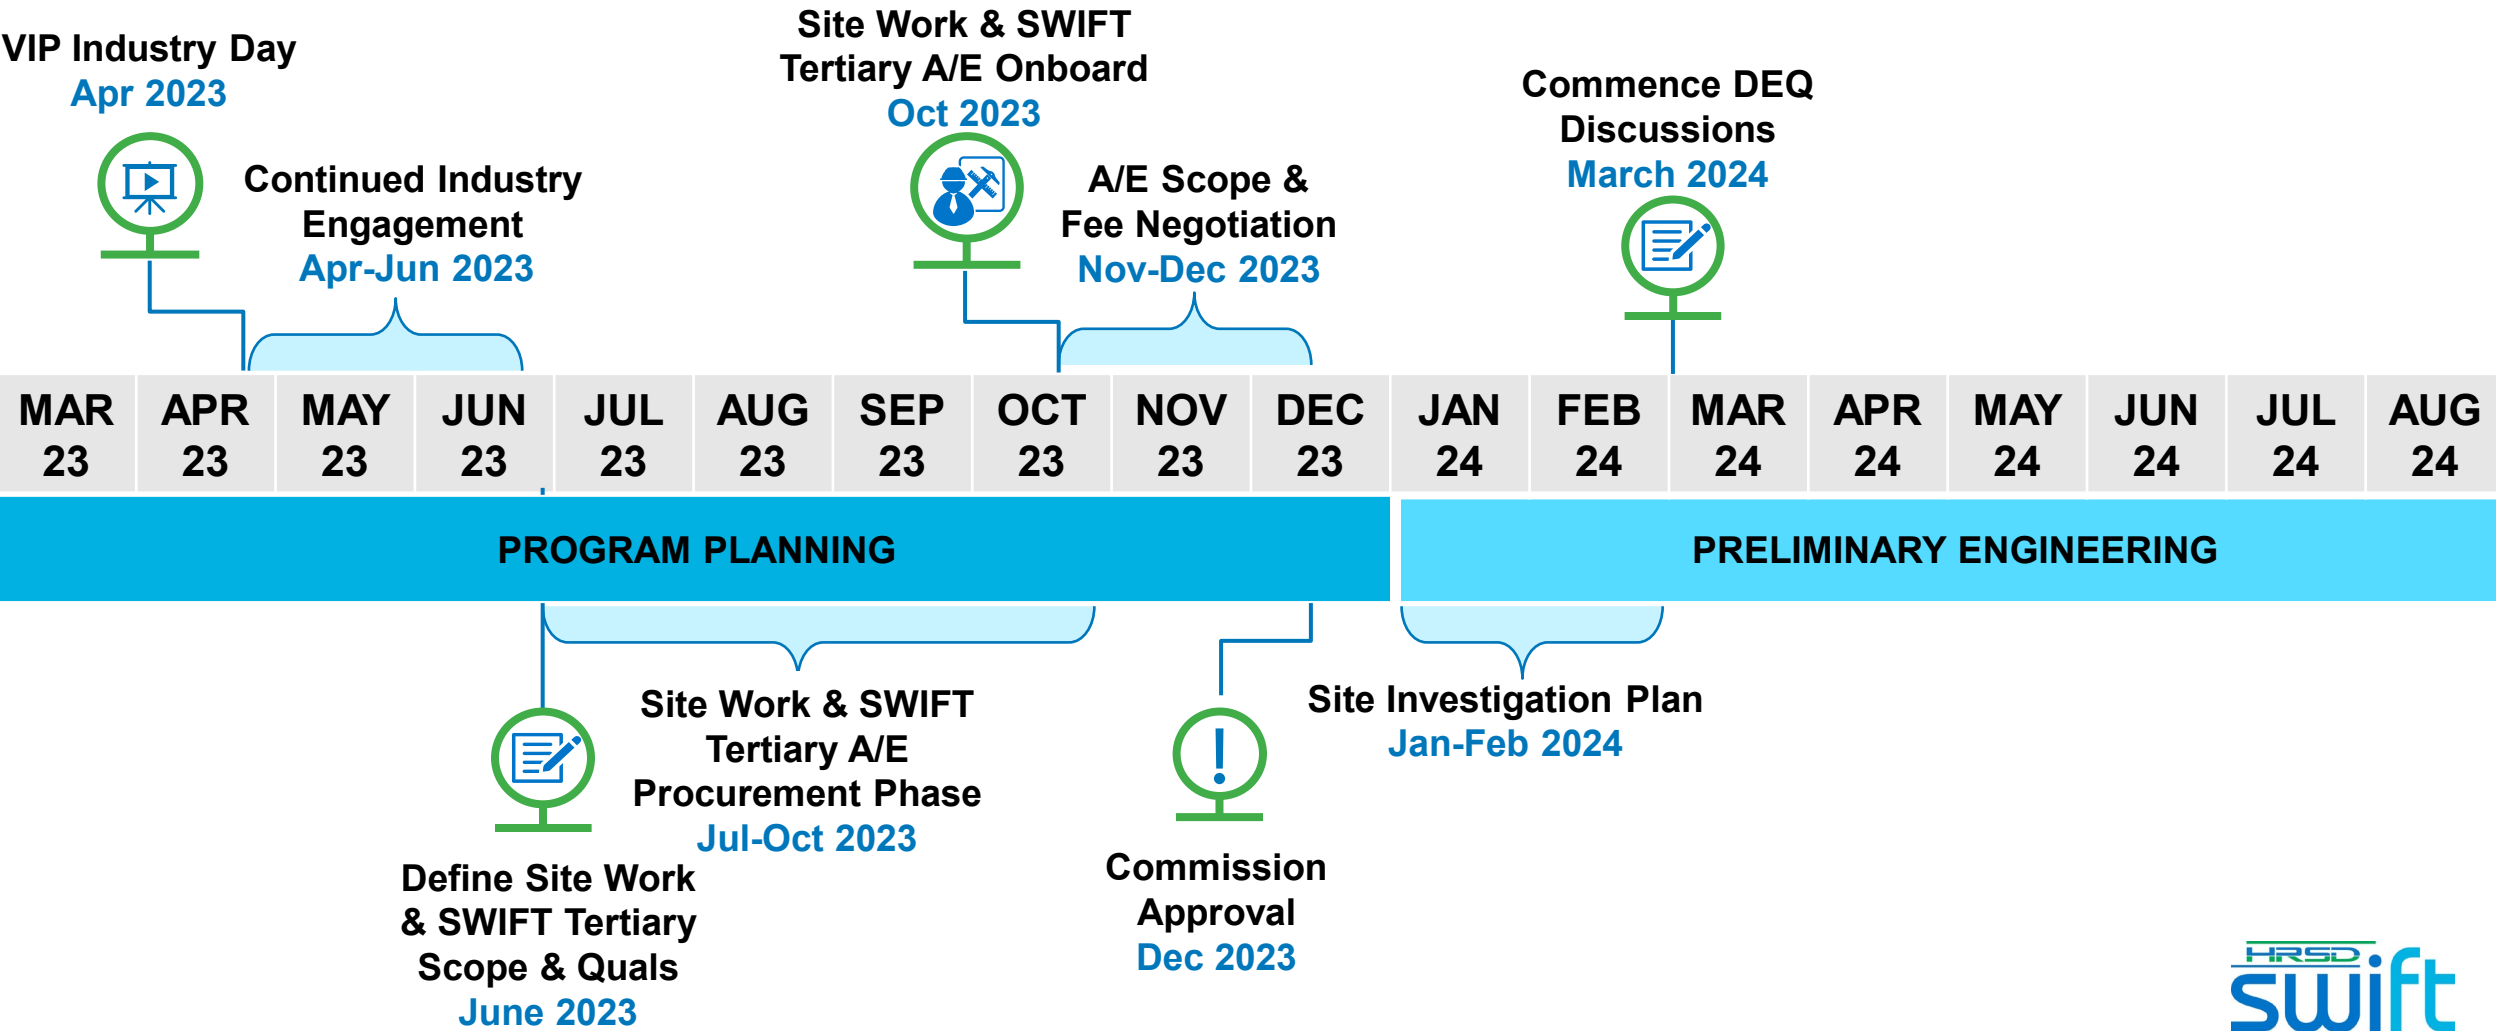 VIP Industry Day
Apr 2023
Continued Industry
Engagement
Apr-Jun 2023
Site Work & SWIFT
Tertiary A/E Onboard
Oct 2023
A/E Scope &
Fee Negotiation
Nov-Dec 2023
Commence DEQ
Discussions
March 2024
MAR APR MAY JUN JUL AUG SEP OCT NOV DEC JAN FEB MAR APR MAY JUN JUL AUG
23 23 23 23 23 23 23 23 23 23 24 24 24 24 24 24 24 24
PROGRAM PLANNING PRELIMINARY ENGINEERING
Define Site Work
& SWIFT Tertiary
Scope & Quals
June 2023
Site Work & SWIFT
Tertiary A/E
Procurement Phase
Jul-Oct 2023
Commission
Approval
Dec 2023
Site Investigation Plan
Jan-Feb 2024
HRSD
swift